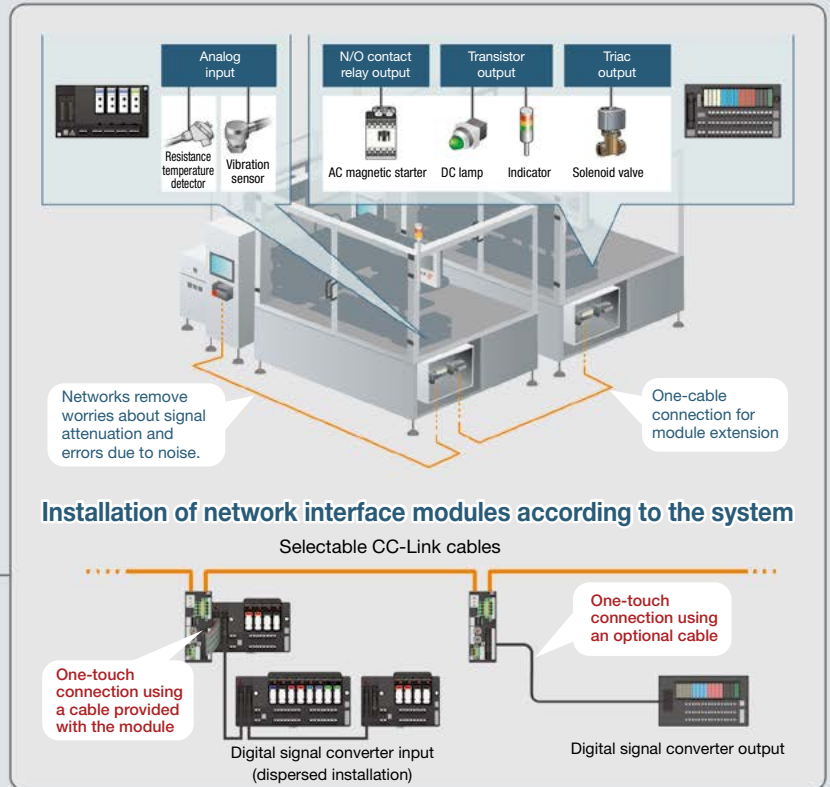 Analog
input
N/O contact
relay output
Transistor
output
Triac
output
Resistance
temperature
detector
Vibration
sensor
AC magnetic starter
DC lamp
Indicator
Solenoid valve
Networks remove
worries about signal
attenuation and
errors due to noise.
One-cable
connection for
module extension
Installation of network interface modules according to the system
Selectable CC-Link cables
One-touch
connection using
a cable provided
with the module
One-touch
connection using
an optional cable
Digital signal converter input
(dispersed installation)
Digital signal converter output